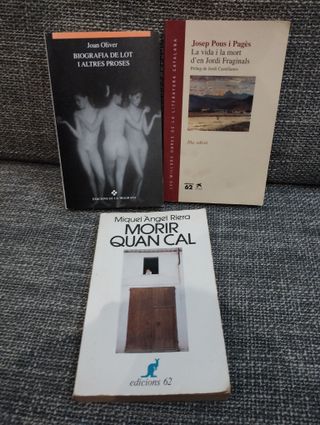 Joan Oliver
BIOGRAFIA DE LOT
I ALTRES PROSES
EDICIONS DE LA MAGRANA
LES MILLORS OBRES DE LA LITERATURA CATALANA
Josep Pous i Pagès
La vida i la mort
d'en Jordi Fraginals
Pròleg de Jordi Castellanos
62
Miquel Àngel Riera
MORIR
QUAN CAL
edicions 62